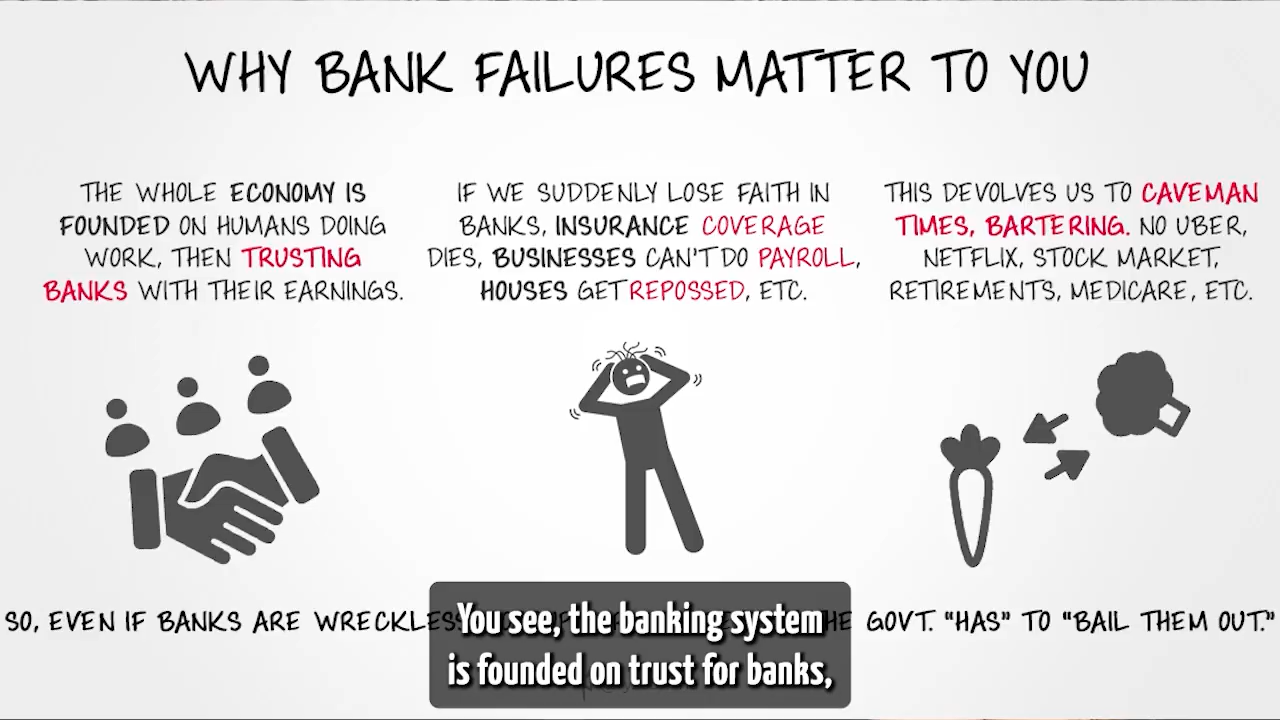 WHY BANK FAILURES MATTER TO YOU
THE WHOLE ECONOMY IS
FOUNDED ON HUMANS DOING
WORK, THEN TRUSTING
BANKS WITH THEIR EARNINGS.
IF WE SUDDENLY LOSE FAITH IN
BANKS, INSURANCE COVERAGE
DIES, BUSINESSES CAN'T DO PAYROLL,
HOUSES GET REPOSSED, ETC.
THIS DEVOLVES US TO CAVEMAN
TIMES, BARTERING. NO UBER,
NETFLIX, STOCK MARKET,
RETIREMENTS, MEDICARE, ETC.
SO, EVEN IF BANKS ARE WRECKLESS GOVT. "HAS" TO "BAIL THEM OUT."
You see, the banking system
is founded on trust for banks,